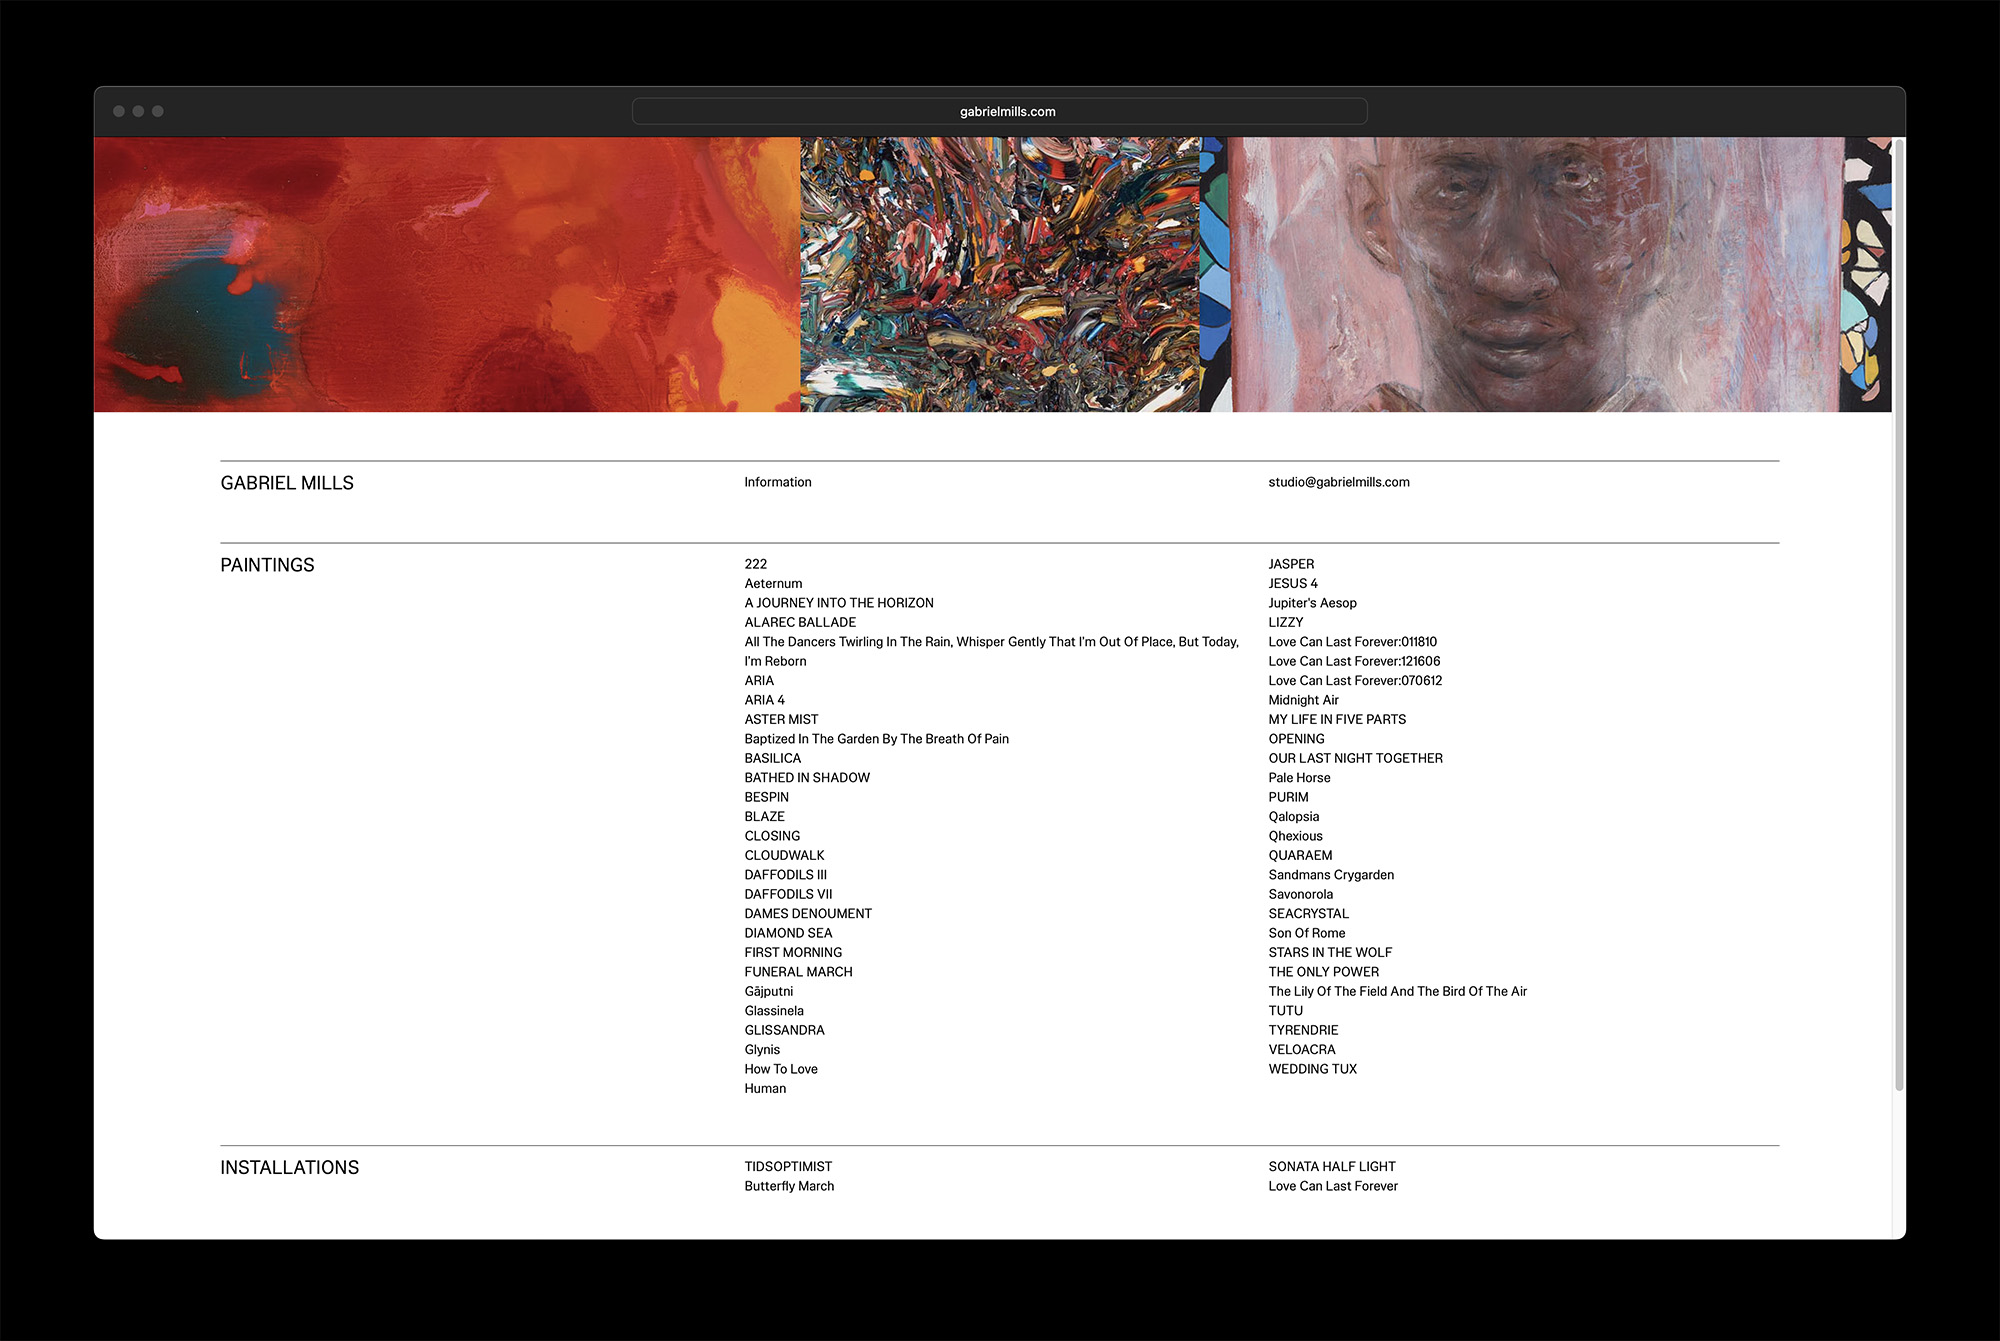 gabrielmills.com
GABRIEL MILLS
Information
studio@gabrielmills.com
PAINTINGS
222
Aeternum
A JOURNEY INTO THE HORIZON
ALAREC BALLADE
All The Dancers Twirling In The Rain, Whisper Gently That I'm Out Of Place, But Today,
I'm Reborn
ARIA
ARIA 4
ASTER MIST
Baptized In The Garden By The Breath Of Pain
BASILICA
BATHED IN SHADOW
BESPIN
BLAZE
CLOSING
CLOUDWALK
DAFFODILS III
DAFFODILS VII
DAMES DENOUMENT
DIAMOND SEA
FIRST MORNING
FUNERAL MARCH
Gājputni
Glassinela
GLISSANDRA
Glynis
How To Love
Human
JASPER
JESUS 4
Jupiter's Aesop
LIZZY
Love Can Last Forever:011810
Love Can Last Forever:121606
Love Can Last Forever:070612
Midnight Air
MY LIFE IN FIVE PARTS
OPENING
OUR LAST NIGHT TOGETHER
Pale Horse
PURIM
Qalopsia
Qhexious
QUARAEM
Sandmans Crygarden
Savonorola
SEACRYSTAL
Son Of Rome
STARS IN THE WOLF
THE ONLY POWER
The Lily Of The Field And The Bird Of The Air
TUTU
TYRENDRIE
VELOACRA
WEDDING TUX
INSTALLATIONS
TIDSOPTIMIST
Butterfly March
SONATA HALF LIGHT
Love Can Last Forever